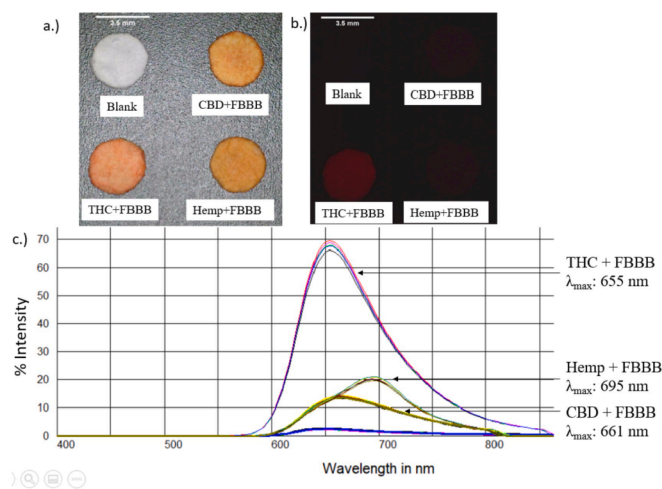 a.)
3.5 mm
Blank
CBD+FBBB
THC+FBBB
Hemp+FBBB
b.)
3.5 mm
Blank
CBD+FBBB
THC+FBBB
Hemp+FBBB
c.)
% Intensity
70
60
50
40
30
20
10
0
400
500
600
700
800
Wavelength in nm
THC + FBBB
λmax: 655 nm
Hemp + FBBB
λmax: 695 nm
CBD + FBBB
λmax: 661 nm